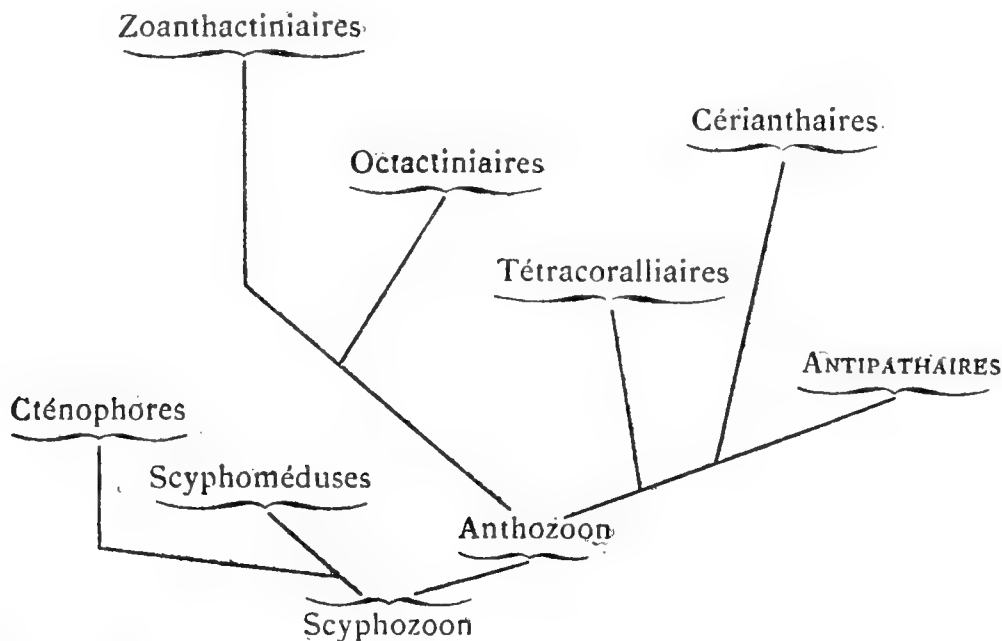 Zoanthactiniaires
Cérianthaires
Octactiniaires
Tétracoralliaires
ANTIPATHAIRES
Cténophores
Scyphoméduses
Anthozoon
Scyphozoon